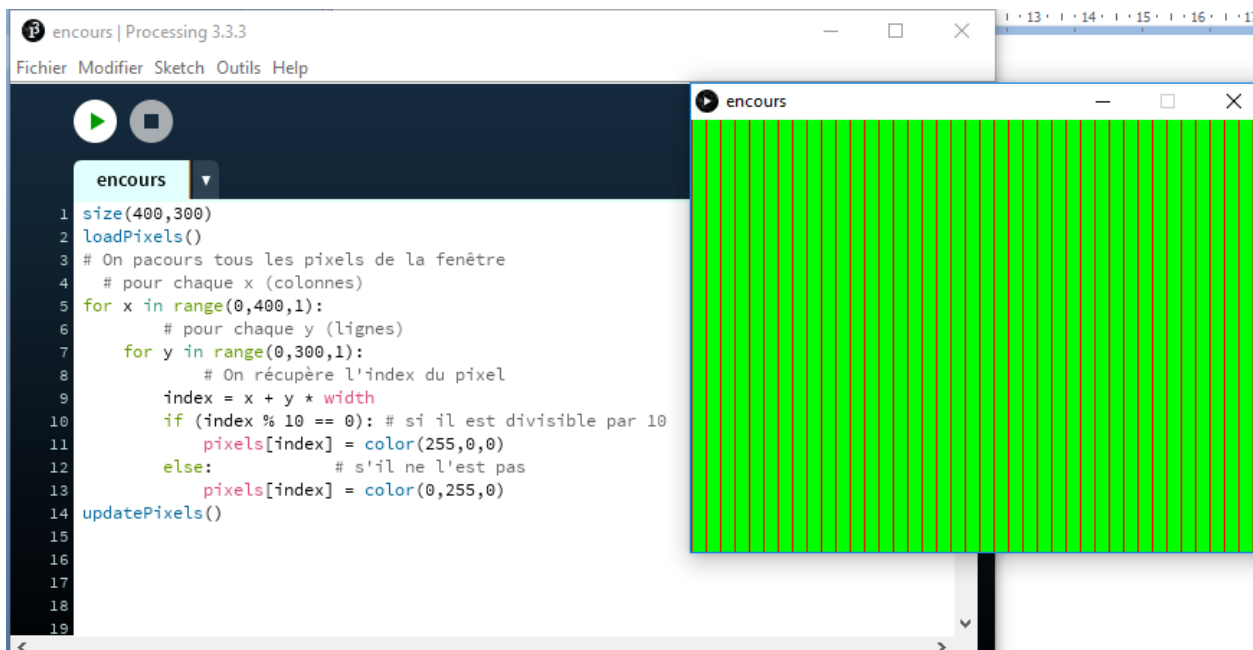 encours | Processing 3.3.3
Fichier Modifier Sketch Outils Help
encours
1 size(400,300)
2 loadPixels()
3 # On pacours tous les pixels de la fenêtre
4 # pour chaque x (colonnes)
5 for x in range(0,400,1):
6 # pour chaque y (lignes)
7 for y in range(0,300,1):
8 # On récupère l'index du pixel
9 index = x + y * width
10 if (index % 10 == 0): # si il est divisible par 10
11 pixels[index] = color(255,0,0)
12 else: # s'il ne l'est pas
13 pixels[index] = color(0,255,0)
14 updatePixels()
15
16
17
18
19
13 14 15 16
encours